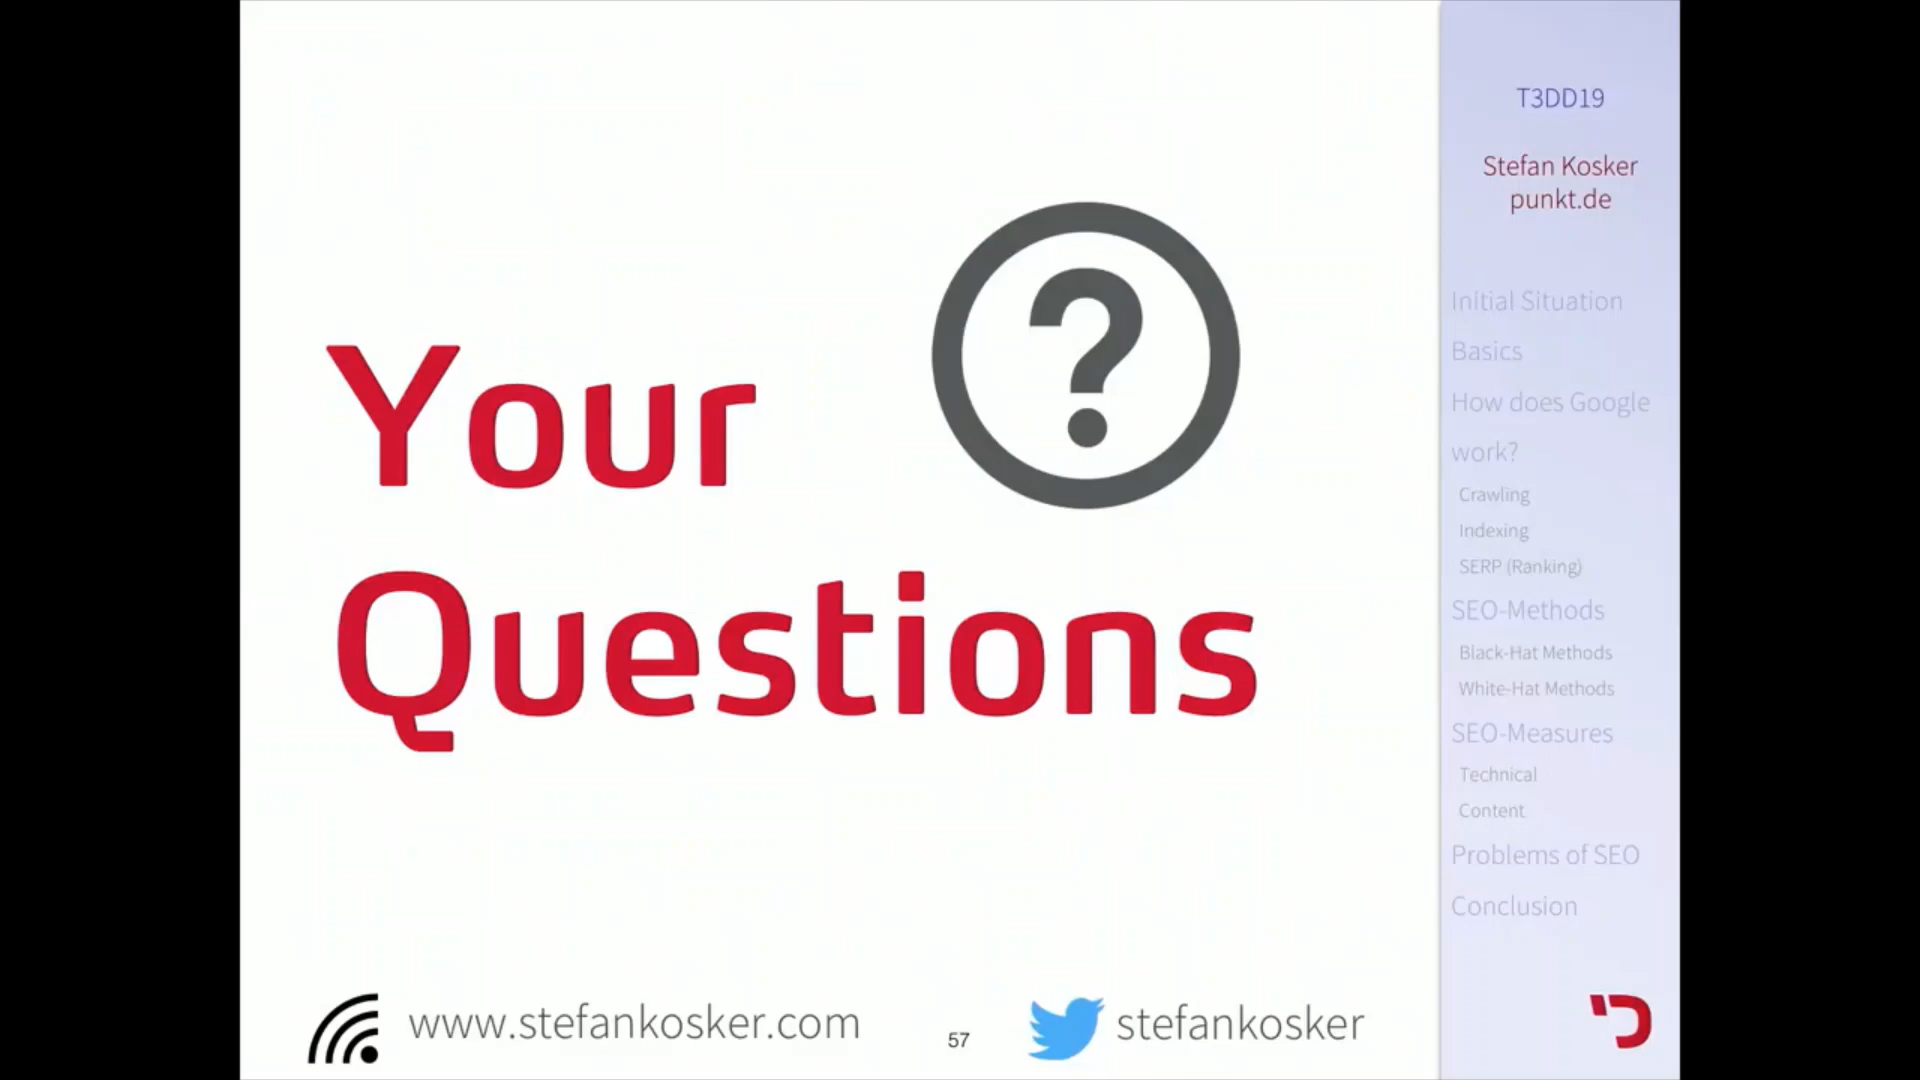 Your
?
Questions
www.stefankosker.com
57
stefankosker
T3DD19
Stefan Kosker
punkt.de
Initial Situation
Basics
How does Google
work?
Crawling
Indexing
SERP (Ranking)
SEO-Methods
Black-Hat Methods
White-Hat Methods
SEO-Measures
Technical
Content
Problems of SEO
Conclusion